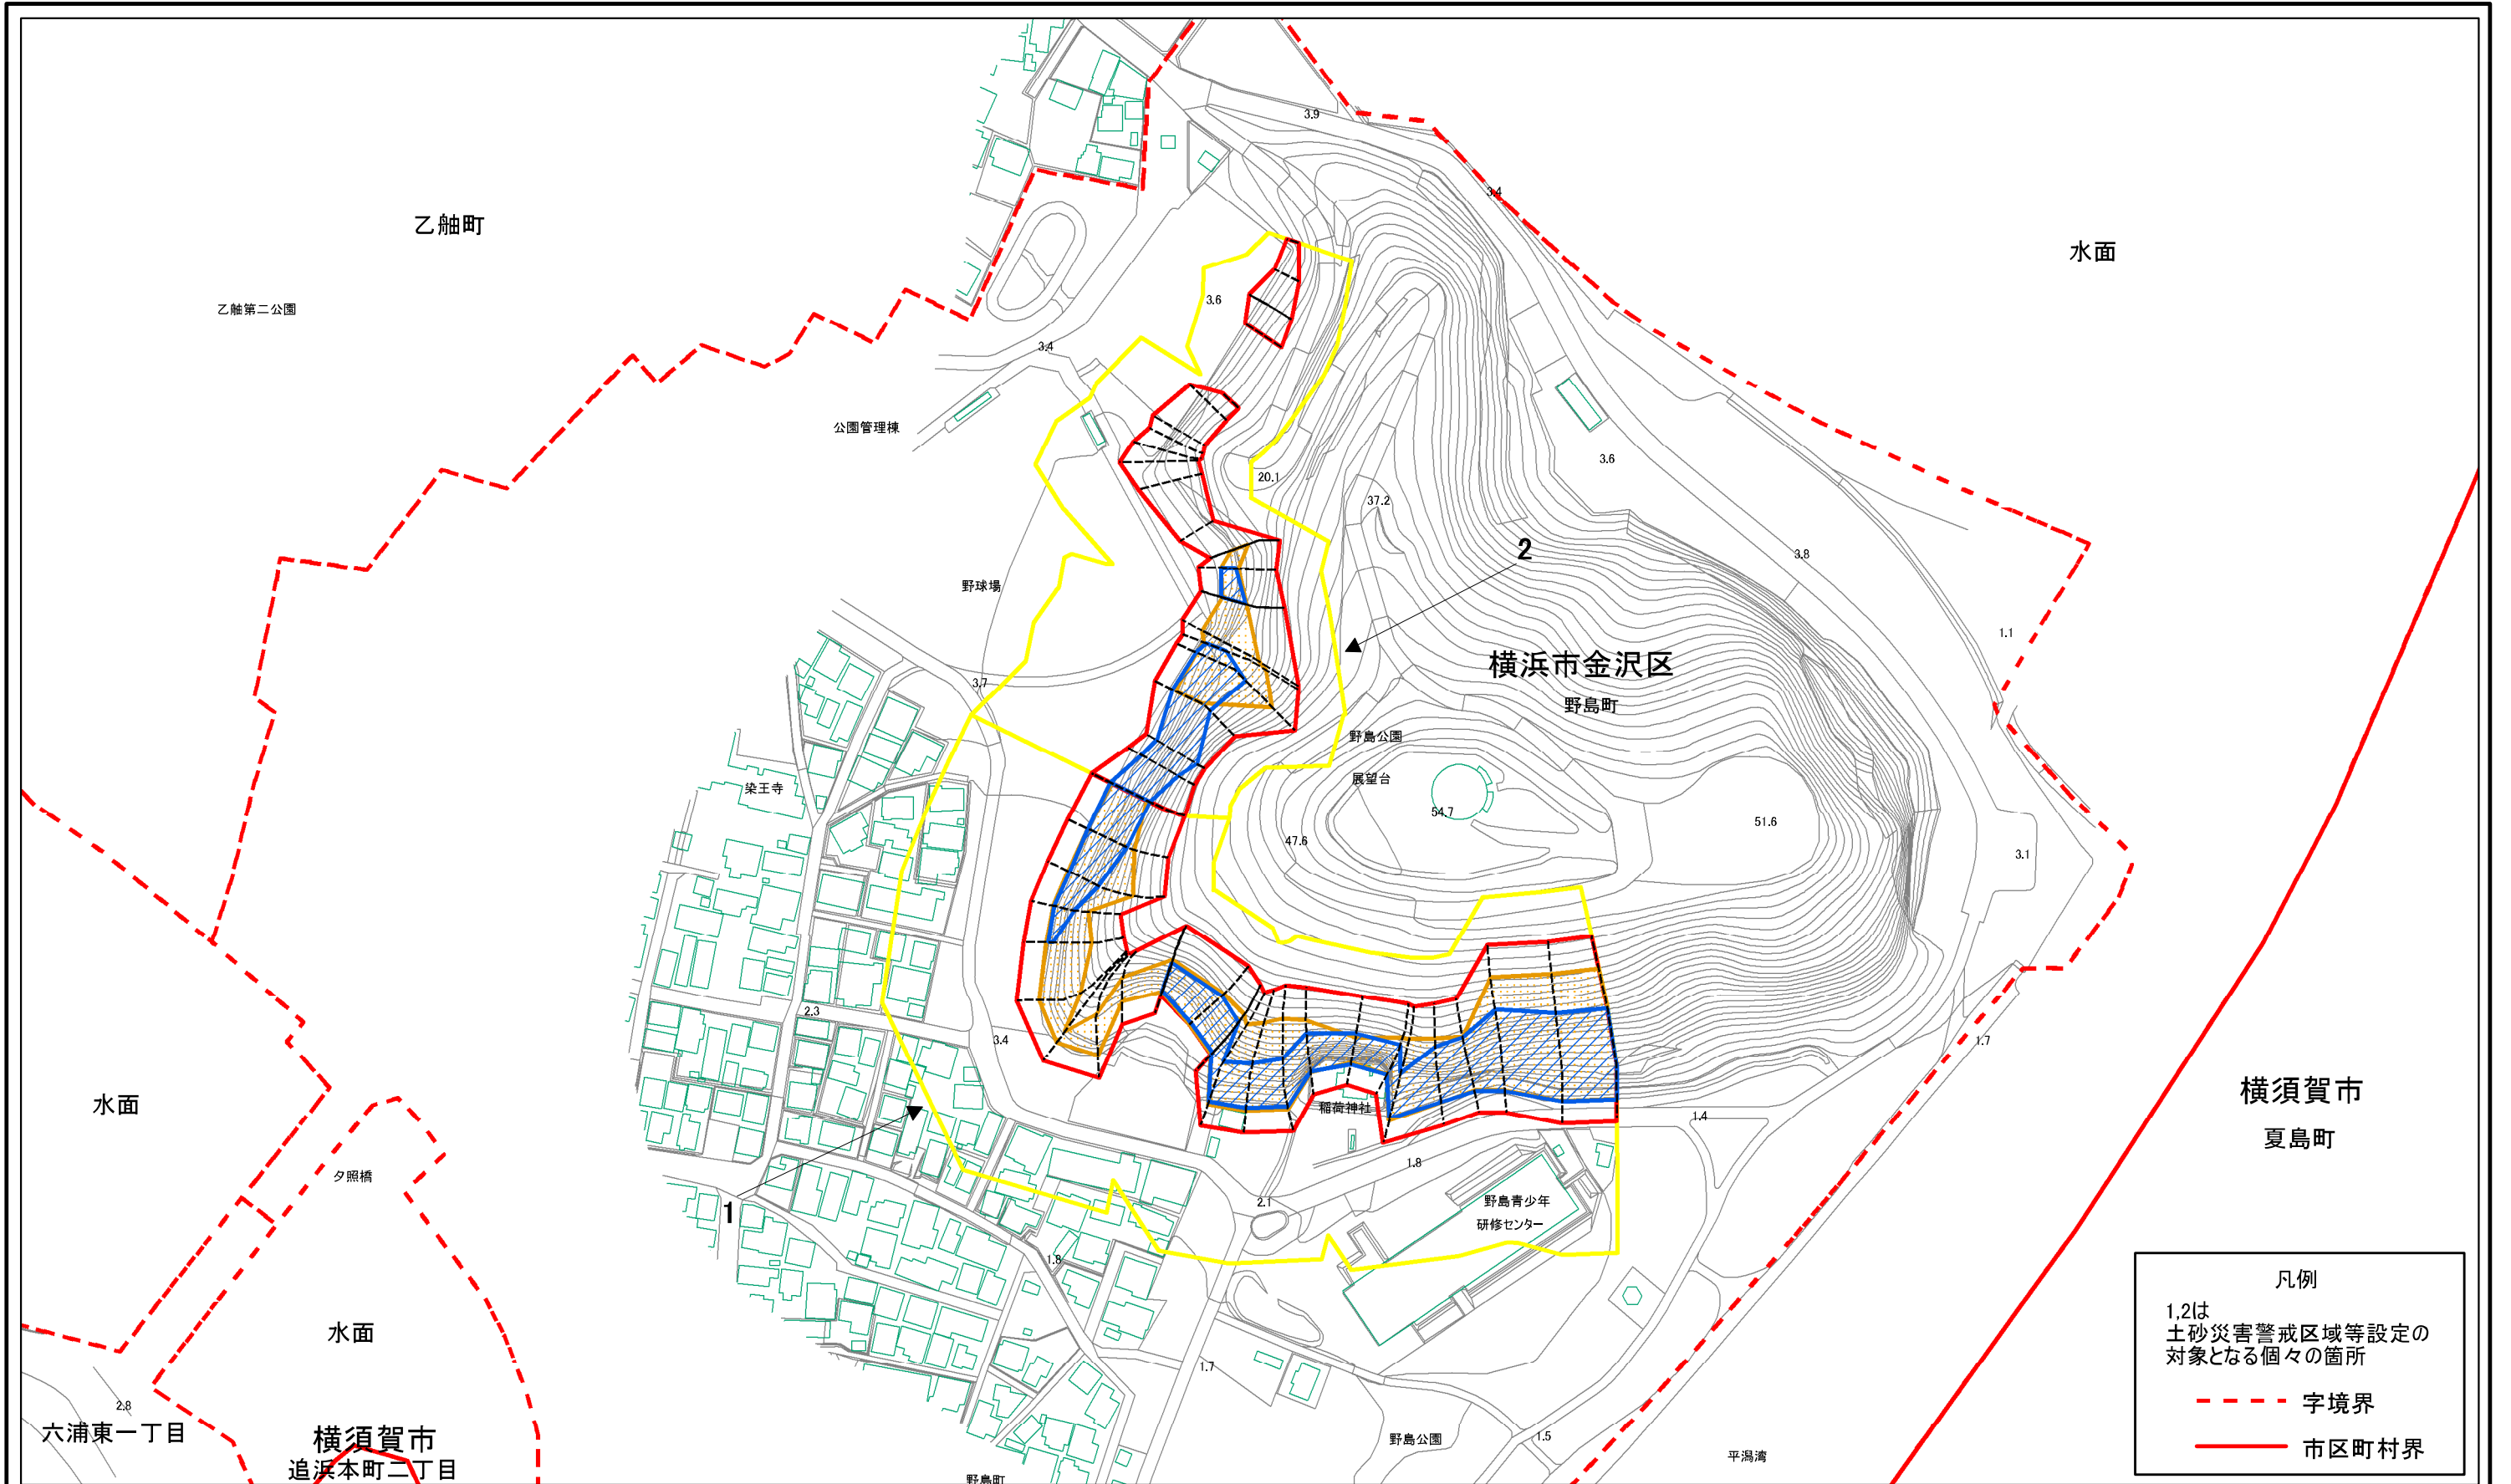 3.9
3.4
乙舳町
水面
乙舳第二公園
3.6
3.4
公園管理棟
3.6
20.1
37.2
2
3.8
野球場
1.1
横浜市金沢区
3.7
野島町
野島公園
展望台
染王寺
54.7
51.6
47.6
3.1
2.3
3.4
1.7
横須賀市
水面
稲荷神社
1.4
夏島町
1.8
夕照橋
野島青少年
研修センター
2.1
1
1.8
凡例
1,2は
土砂災害警戒区域等設定の
対象となる個々の箇所
水面
1.7
字境界
2.8
六浦東一丁目
横須賀市
追浜本町二丁目
野島公園
1.5
平潟湾
市区町村界
野島町